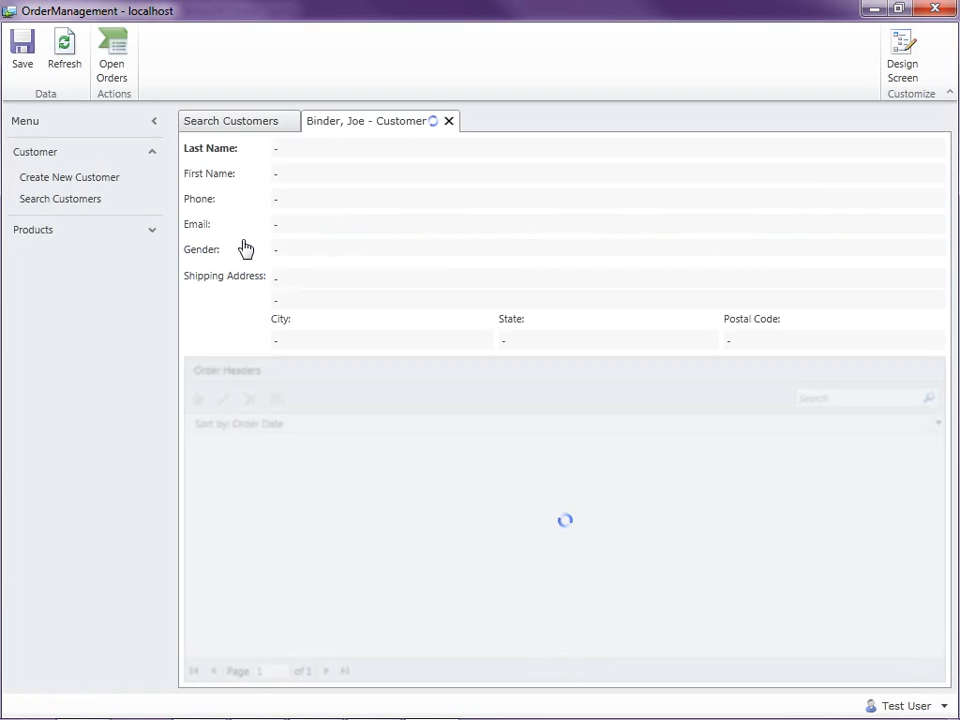 OrderManagement - localhost
Save
Refresh
Open
Orders
Design
Screen
Data
Actions
Customize
Menu
Search Customers
Binder, Joe - Customer
Customer
Create New Customer
Search Customers
Products
Last Name:
-
First Name:
-
Phone:
-
Email:
-
Gender:
-
Shipping Address:
-
-
City:
State:
Postal Code:
-
-
-
Order Headers
Search
Sort by: Order Date
Page 1 of 1
Test User